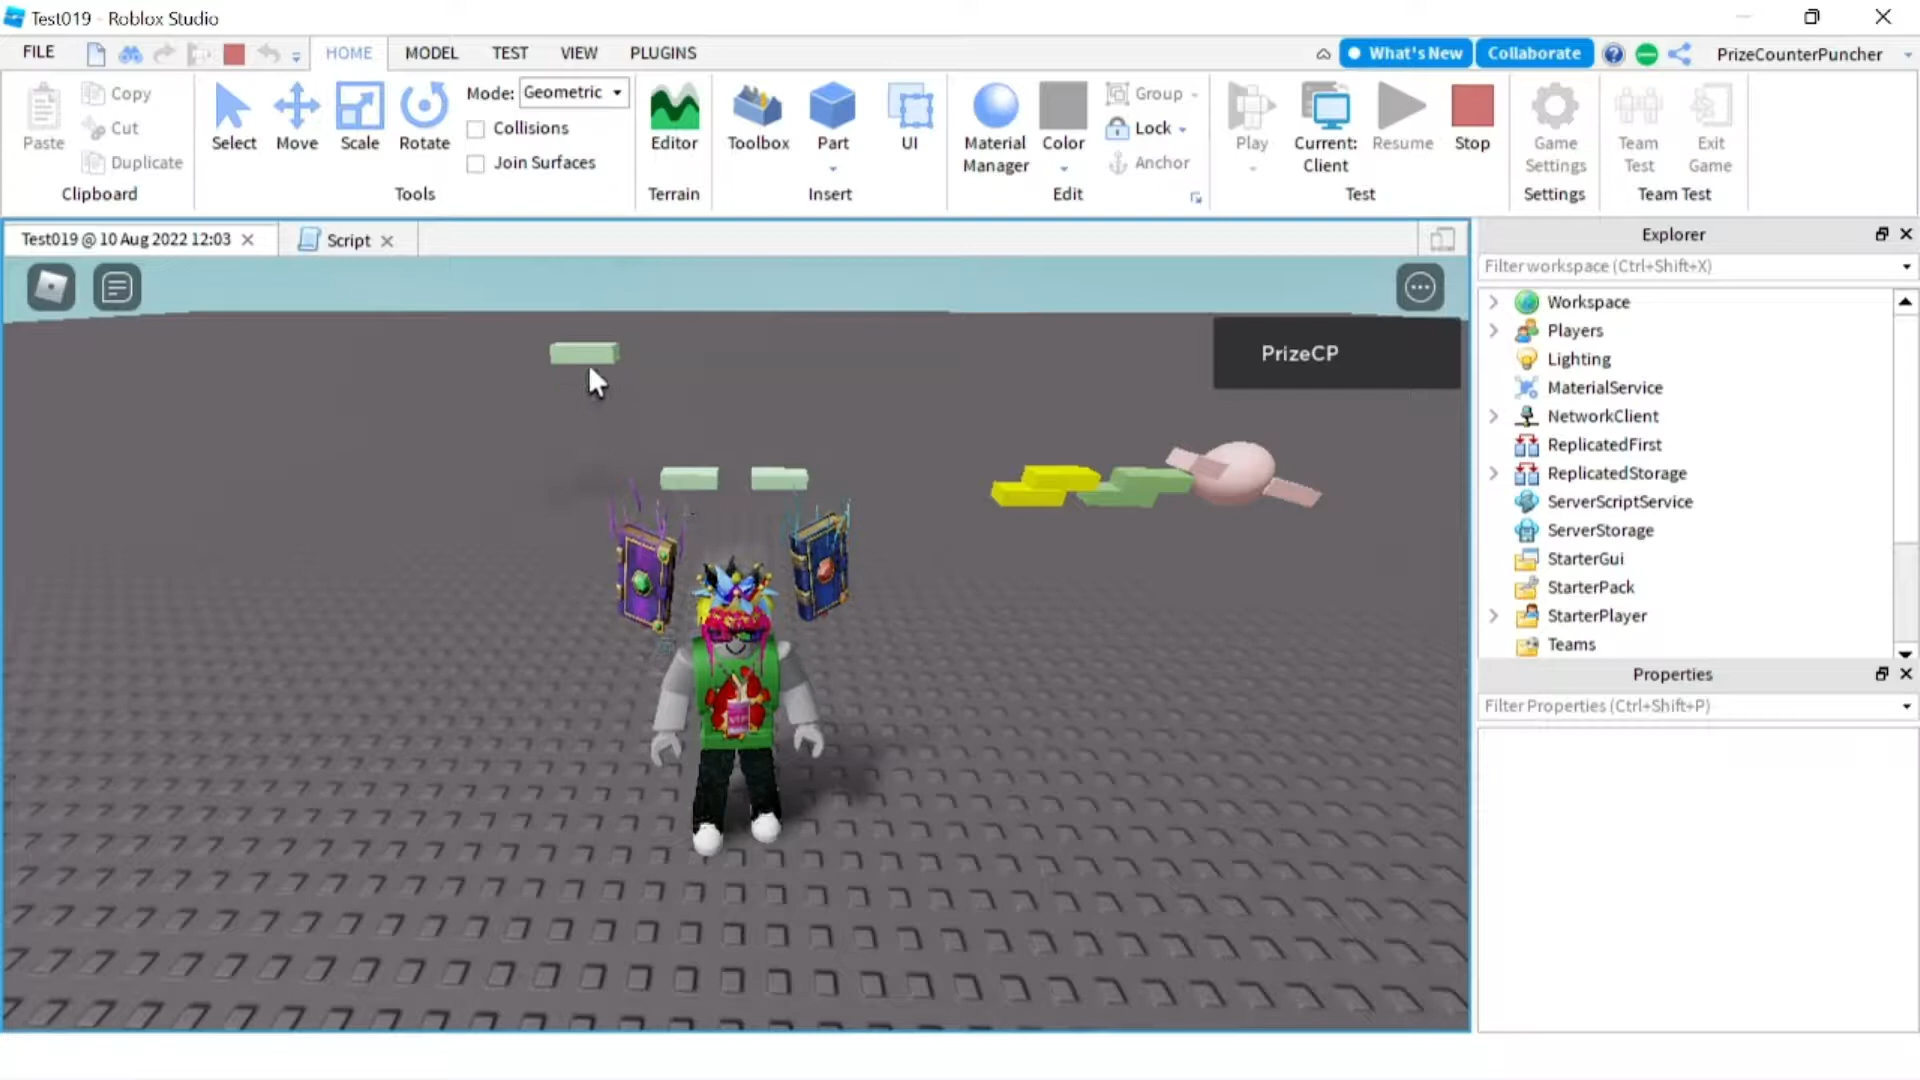 Test019 - Roblox Studio
FILE HOME MODEL TEST VIEW PLUGINS What's New Collaborate PrizeCounterPuncher
Paste Copy Cut Duplicate
Clipboard
Select Move Scale Rotate Mode: Geometric
Collisions
Join Surfaces
Tools
Editor
Terrain
Toolbox Part UI
Insert
Material Manager Color Group Lock Anchor
Edit
Play Current: Client Resume Stop
Test
Game Settings
Settings
Team Test Exit Game
Team Test
Test019 @ 10 Aug 2022 12:03 Script
PrizeCP
VIP
Explorer
Filter workspace (Ctrl+Shift+X)
Workspace
Players
Lighting
MaterialService
NetworkClient
ReplicatedFirst
ReplicatedStorage
ServerScriptService
ServerStorage
StarterGui
StarterPack
StarterPlayer
Teams
Properties
Filter Properties (Ctrl+Shift+P)